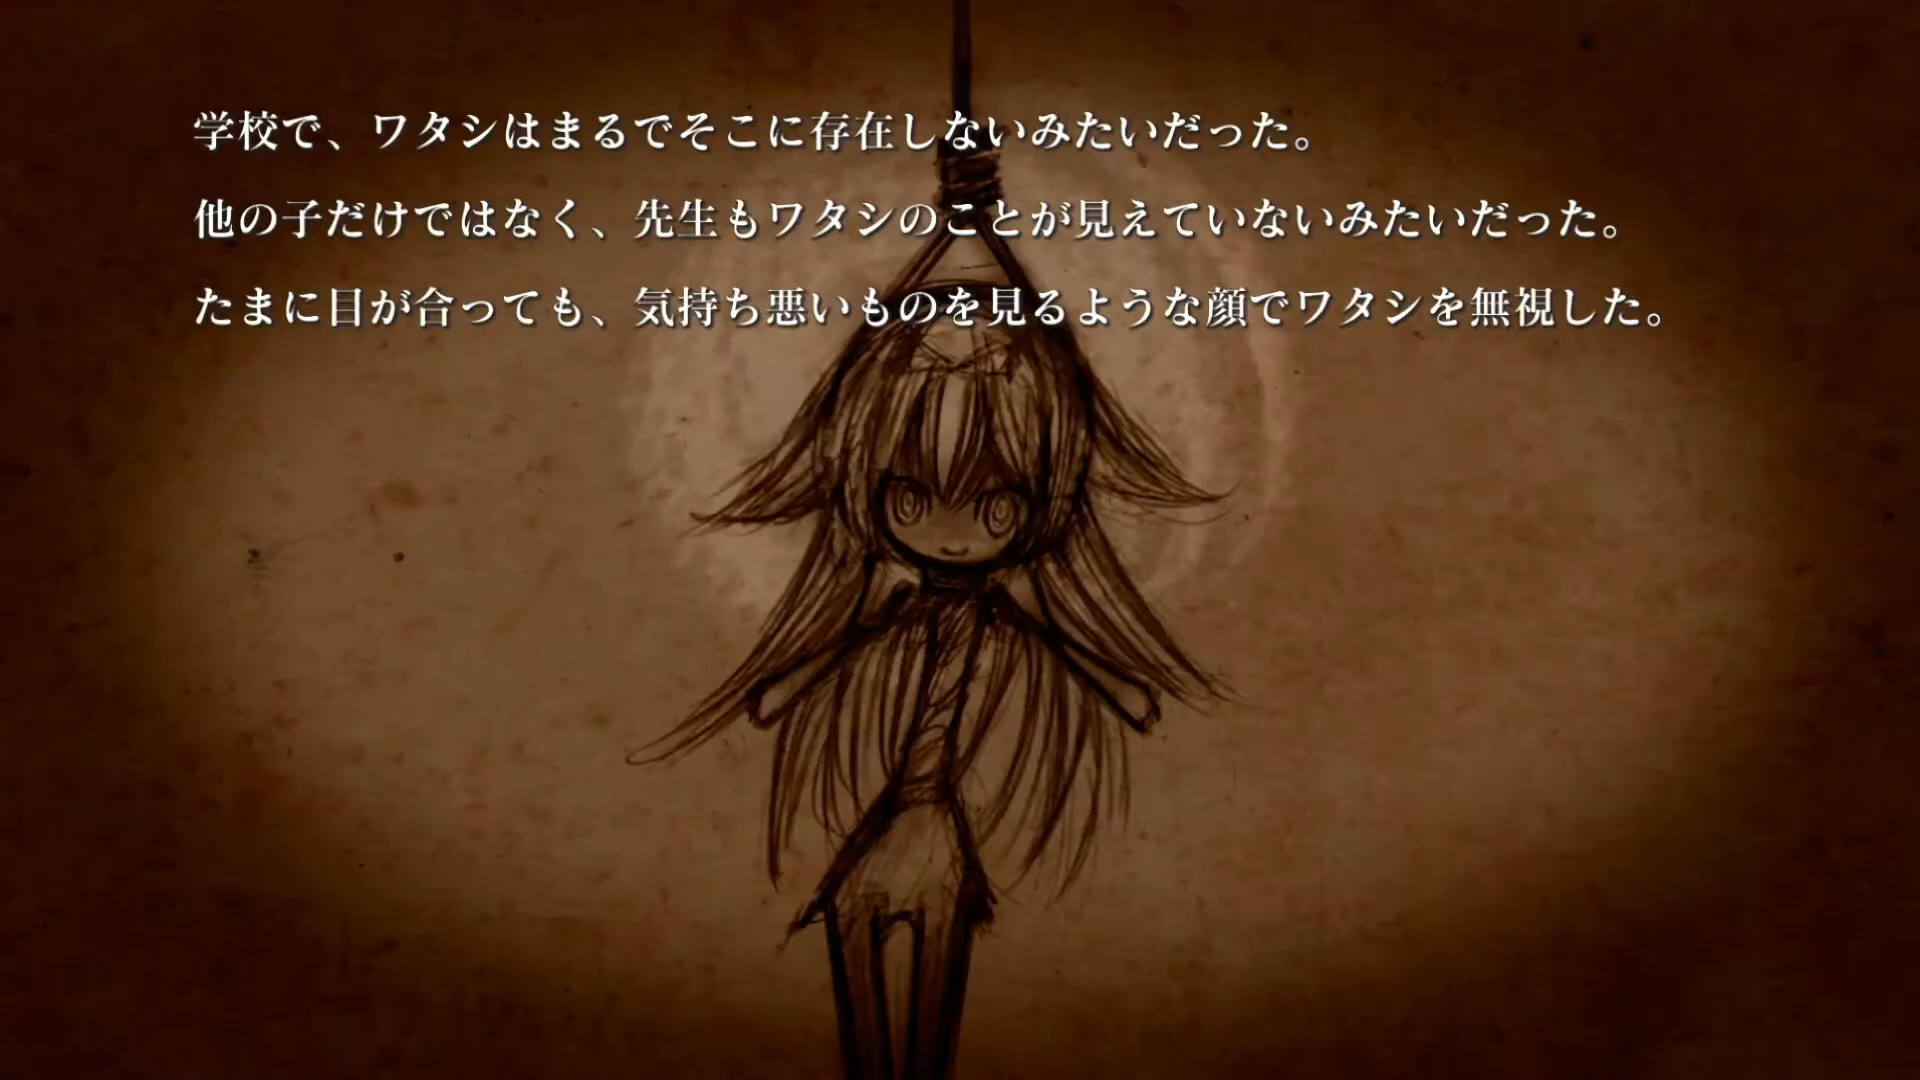 学校で、ワタシはまるでそこに存在しないみたいだった。
他の子だけではなく、先生もワタシのことが見えていないみたいだった。
たまに目が合っても、気持ち悪いものを見るような顔でワタシを無視した。